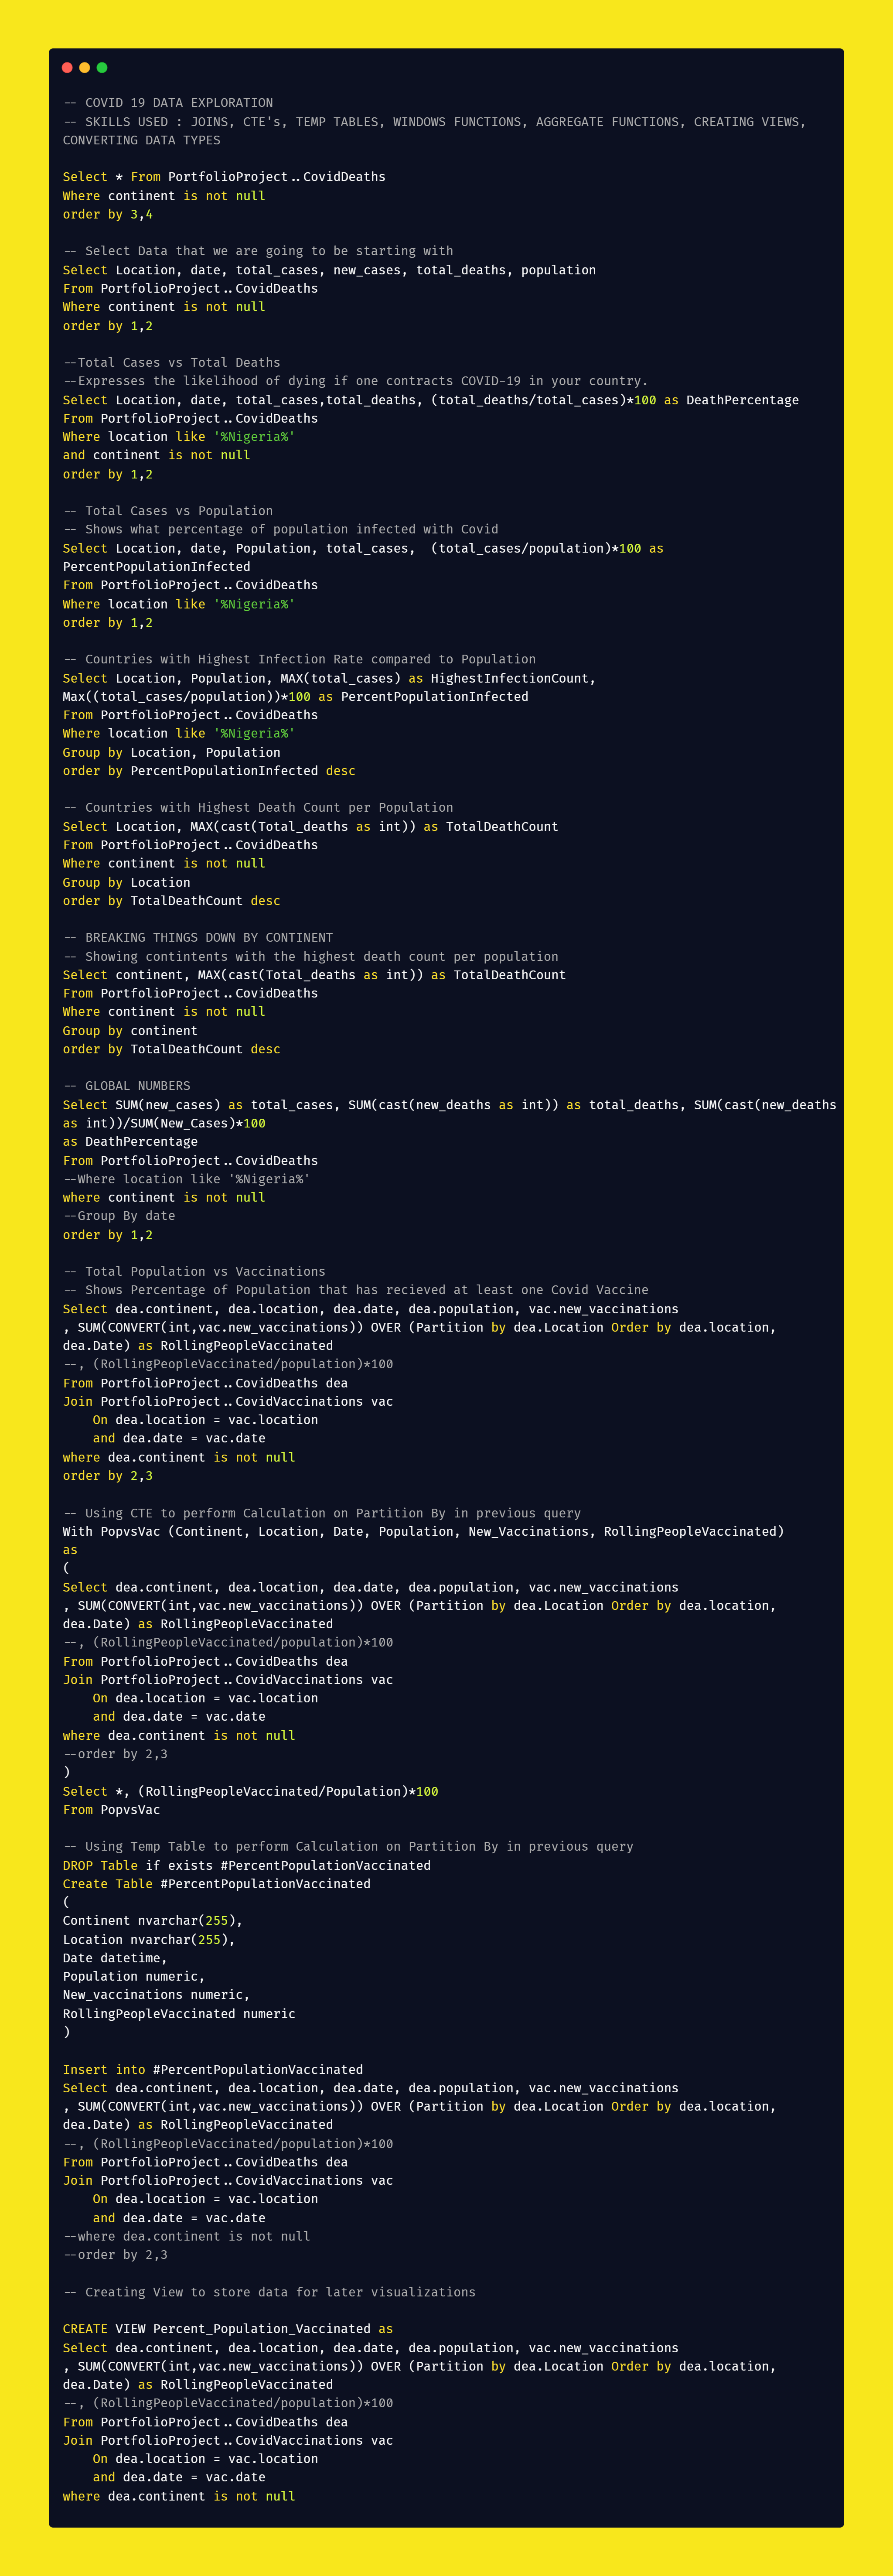 -- COVID 19 DATA EXPLORATION
-- SKILLS USED : JOINS, CTE's, TEMP TABLES, WINDOWS FUNCTIONS, AGGREGATE FUNCTIONS, CREATING VIEWS,
CONVERTING DATA TYPES
Select * From PortfolioProject..CovidDeaths
Where continent is not null
order by 3,4
-- Select Data that we are going to be starting with
Select Location, date, total_cases, new_cases, total_deaths, population
From PortfolioProject..CovidDeaths
Where continent is not null
order by 1,2
--Total Cases vs Total Deaths
--Expresses the likelihood of dying if one contracts COVID-19 in your country.
Select Location, date, total_cases,total_deaths, (total_deaths/total_cases)*100 as DeathPercentage
From PortfolioProject..CovidDeaths
Where location like '%Nigeria%'
and continent is not null
order by 1,2
-- Total Cases vs Population
-- Shows what percentage of population infected with Covid
Select Location, date, Population, total_cases,  (total_cases/population)*100 as
PercentPopulationInfected
From PortfolioProject..CovidDeaths
Where location like '%Nigeria%'
order by 1,2
-- Countries with Highest Infection Rate compared to Population
Select Location, Population, MAX(total_cases) as HighestInfectionCount,
Max((total_cases/population))*100 as PercentPopulationInfected
From PortfolioProject..CovidDeaths
Where location like '%Nigeria%'
Group by Location, Population
order by PercentPopulationInfected desc
-- Countries with Highest Death Count per Population
Select Location, MAX(cast(Total_deaths as int)) as TotalDeathCount
From PortfolioProject..CovidDeaths
Where continent is not null
Group by Location
order by TotalDeathCount desc
-- BREAKING THINGS DOWN BY CONTINENT
-- Showing contintents with the highest death count per population
Select continent, MAX(cast(Total_deaths as int)) as TotalDeathCount
From PortfolioProject..CovidDeaths
Where continent is not null
Group by continent
order by TotalDeathCount desc
-- GLOBAL NUMBERS
Select SUM(new_cases) as total_cases, SUM(cast(new_deaths as int)) as total_deaths, SUM(cast(new_deaths
as int))/SUM(New_Cases)*100
as DeathPercentage
From PortfolioProject..CovidDeaths
--Where location like '%Nigeria%'
where continent is not null
--Group By date
order by 1,2
-- Total Population vs Vaccinations
-- Shows Percentage of Population that has recieved at least one Covid Vaccine
Select dea.continent, dea.location, dea.date, dea.population, vac.new_vaccinations
, SUM(CONVERT(int,vac.new_vaccinations)) OVER (Partition by dea.Location Order by dea.location,
dea.Date) as RollingPeopleVaccinated
--, (RollingPeopleVaccinated/population)*100
From PortfolioProject..CovidDeaths dea
Join PortfolioProject..CovidVaccinations vac
    On dea.location = vac.location
    and dea.date = vac.date
where dea.continent is not null
order by 2,3
-- Using CTE to perform Calculation on Partition By in previous query
With PopvsVac (Continent, Location, Date, Population, New_Vaccinations, RollingPeopleVaccinated)
as
(
Select dea.continent, dea.location, dea.date, dea.population, vac.new_vaccinations
, SUM(CONVERT(int,vac.new_vaccinations)) OVER (Partition by dea.Location Order by dea.location,
dea.Date) as RollingPeopleVaccinated
--, (RollingPeopleVaccinated/population)*100
From PortfolioProject..CovidDeaths dea
Join PortfolioProject..CovidVaccinations vac
    On dea.location = vac.location
    and dea.date = vac.date
where dea.continent is not null
--order by 2,3
)
Select *, (RollingPeopleVaccinated/Population)*100
From PopvsVac
-- Using Temp Table to perform Calculation on Partition By in previous query
DROP Table if exists #PercentPopulationVaccinated
Create Table #PercentPopulationVaccinated
(
Continent nvarchar(255),
Location nvarchar(255),
Date datetime,
Population numeric,
New_vaccinations numeric,
RollingPeopleVaccinated numeric
)
Insert into #PercentPopulationVaccinated
Select dea.continent, dea.location, dea.date, dea.population, vac.new_vaccinations
, SUM(CONVERT(int,vac.new_vaccinations)) OVER (Partition by dea.Location Order by dea.location,
dea.Date) as RollingPeopleVaccinated
--, (RollingPeopleVaccinated/population)*100
From PortfolioProject..CovidDeaths dea
Join PortfolioProject..CovidVaccinations vac
    On dea.location = vac.location
    and dea.date = vac.date
--where dea.continent is not null
--order by 2,3
-- Creating View to store data for later visualizations
CREATE VIEW Percent_Population_Vaccinated as
Select dea.continent, dea.location, dea.date, dea.population, vac.new_vaccinations
, SUM(CONVERT(int,vac.new_vaccinations)) OVER (Partition by dea.Location Order by dea.location,
dea.Date) as RollingPeopleVaccinated
--, (RollingPeopleVaccinated/population)*100
From PortfolioProject..CovidDeaths dea
Join PortfolioProject..CovidVaccinations vac
    On dea.location = vac.location
    and dea.date = vac.date
where dea.continent is not null